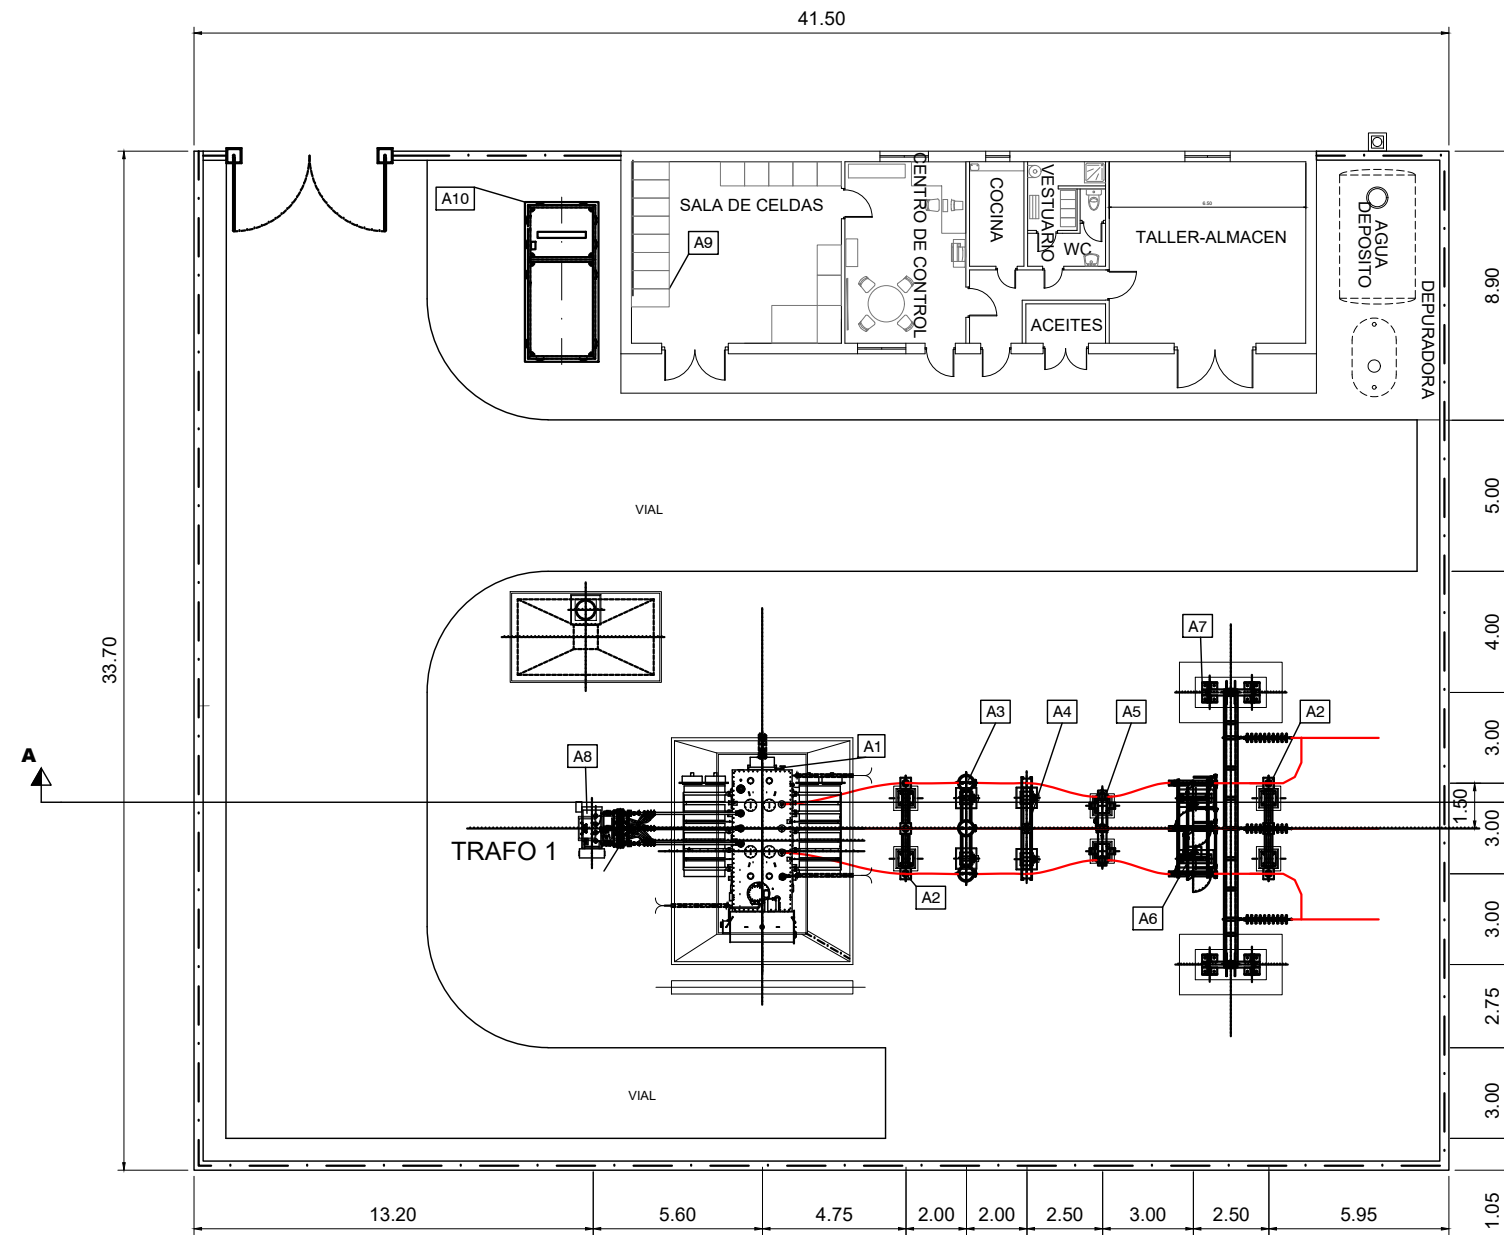 41.50
A10
SALA DE CELDAS
A9
CENTRO DE CONTROL
COCINA
VESTUARIO
WC
6.50
TALLER-ALMACEN
ACEITES
AGUA
DEPOSITO
DEPURADORA
8.90
VIAL
5.00
4.00
33.70
A7
A3
A4
A5
A2
3.00
A1
A8
A
1.50
3.00
TRAFO 1
A2
A6
3.00
2.75
VIAL
3.00
13.20
5.60
4.75
2.00
2.00
2.50
3.00
2.50
5.95
1.05